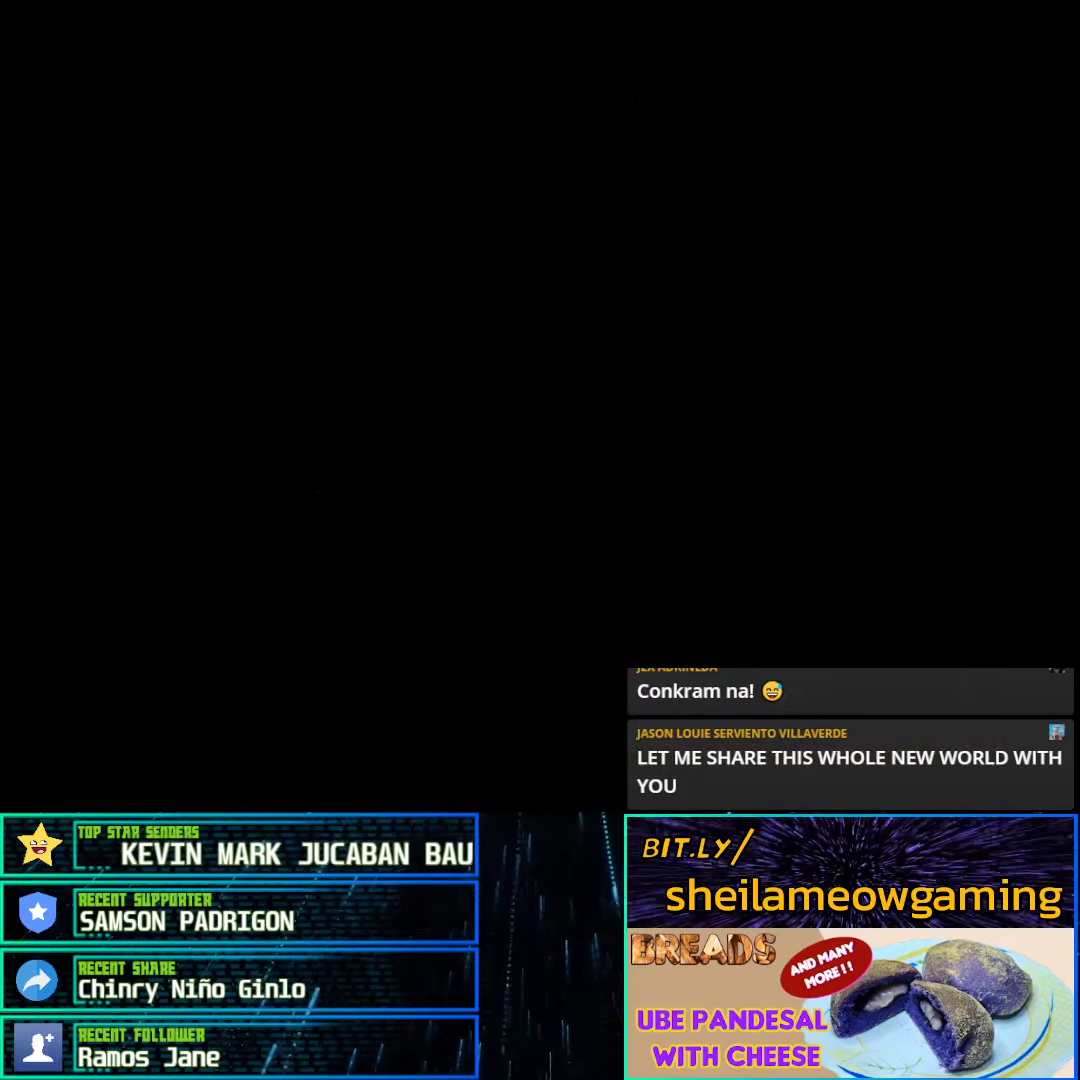 Conkram na! 😅
JASON LOUIE SERVIENTO VILLAVERDE
LET ME SHARE THIS WHOLE NEW WORLD WITH
YOU
TOP STAR SENDERS
KEVIN MARK JUCABAN BAU
RECENT SUPPORTER
SAMSON PADRIGON
RECENT SHARE
Chinry Niño Ginlo
RECENT FOLLOWER
Ramos Jane
BIT.LY/
sheilameowgaming
BREADS
AND MANY
MORE!!
UBE PANDESAL
WITH CHEESE